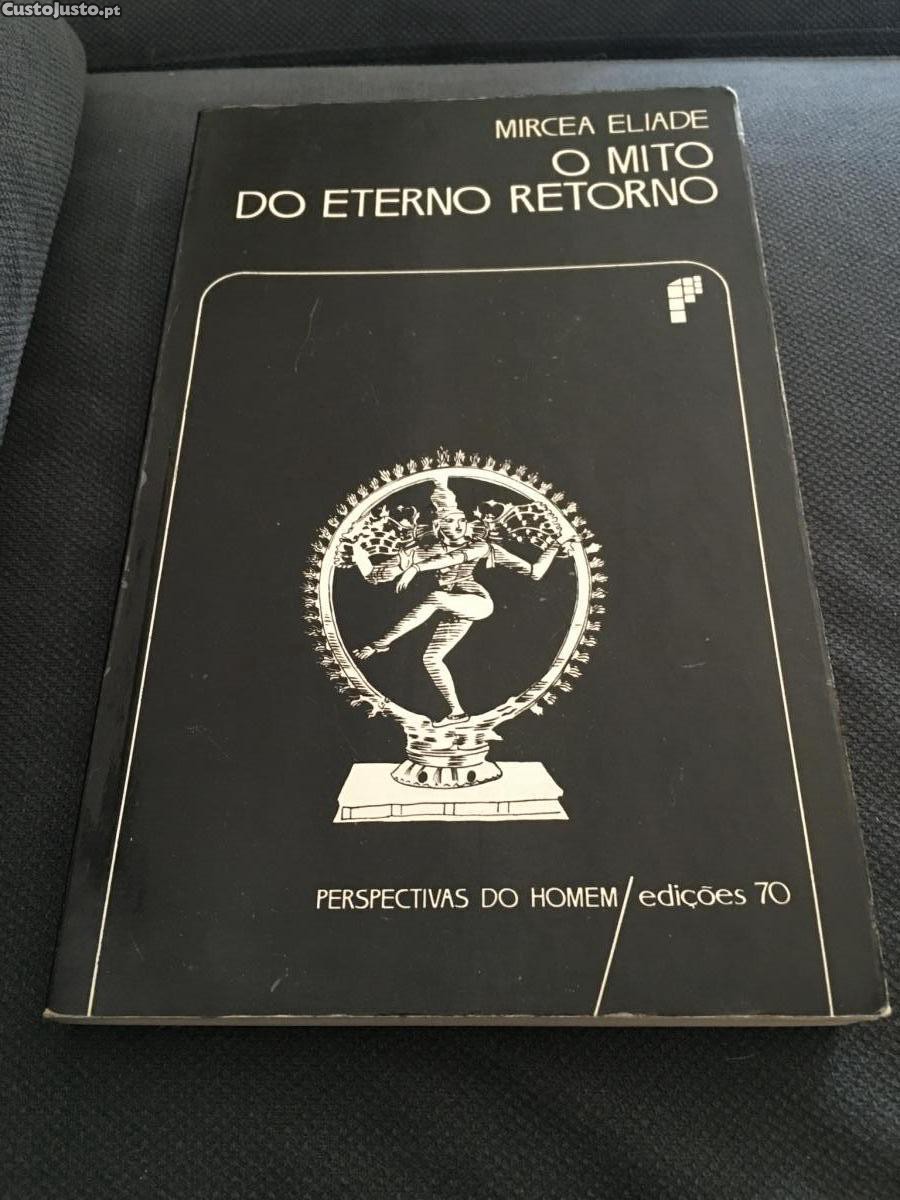 CustoJusto.pt
MIRCEA ELIADE
O MITO
DO ETERNO RETORNO
PERSPECTIVAS DO HOMEM / edições 70